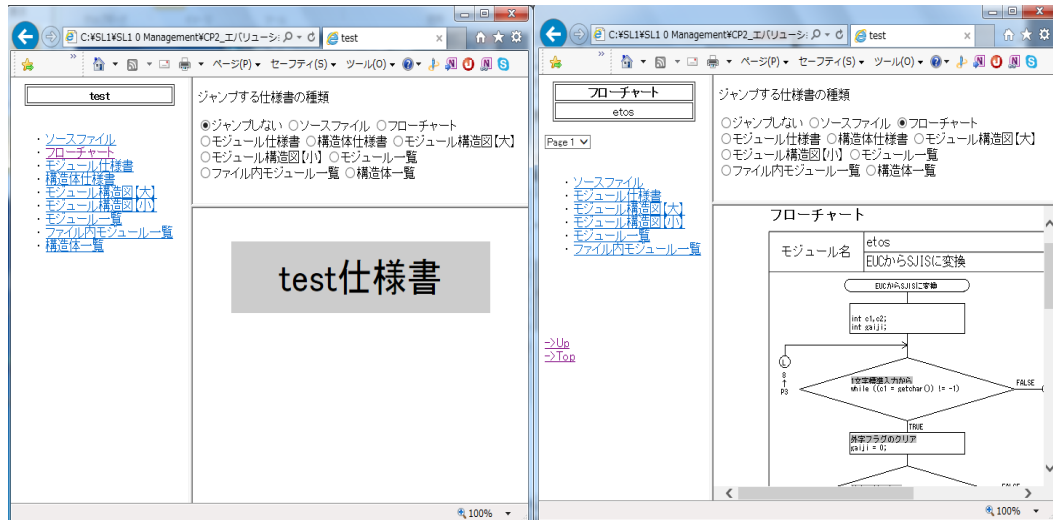 C:¥SL1¥SL1 0 Management¥CP2_エバリューシ
test
ページ(P) セーフティ(S) ツール(O)
test
・ソースファイル
・フローチャート
・モジュール仕様書
・構造体仕様書
・モジュール構造図【大】
・モジュール構造図【小】
・モジュール一覧
・ファイル内モジュール一覧
・構造体一覧
ジャンプする仕様書の種類
ジャンプしない ソースファイル フローチャート
モジュール仕様書 構造体仕様書 モジュール構造図【大】
モジュール構造図【小】 モジュール一覧
ファイル内モジュール一覧 構造体一覧
test仕様書
100%
C:¥SL1¥SL1 0 Management¥CP2_エバリューシ
test
ページ(P) セーフティ(S) ツール(O)
フローチャート
etos
Page 1
・ソースファイル
・モジュール仕様書
・モジュール構造図【大】
・モジュール構造図【小】
・モジュール一覧
・ファイル内モジュール一覧
->Up
->Top
ジャンプする仕様書の種類
ジャンプしない ソースファイル フローチャート
モジュール仕様書 構造体仕様書 モジュール構造図【大】
モジュール構造図【小】 モジュール一覧
ファイル内モジュール一覧 構造体一覧
フローチャート
モジュール名
etos
EUCからSJISに変換
EUCからSJISに変換
int c1,c2;
int gaiji;
L
8
↑
P3
1文字標準入力から
while ((c1 = getchar()) != -1)
FALSE
TRUE
外字フラグのクリア
gaiji = 0;
FALSE
100%